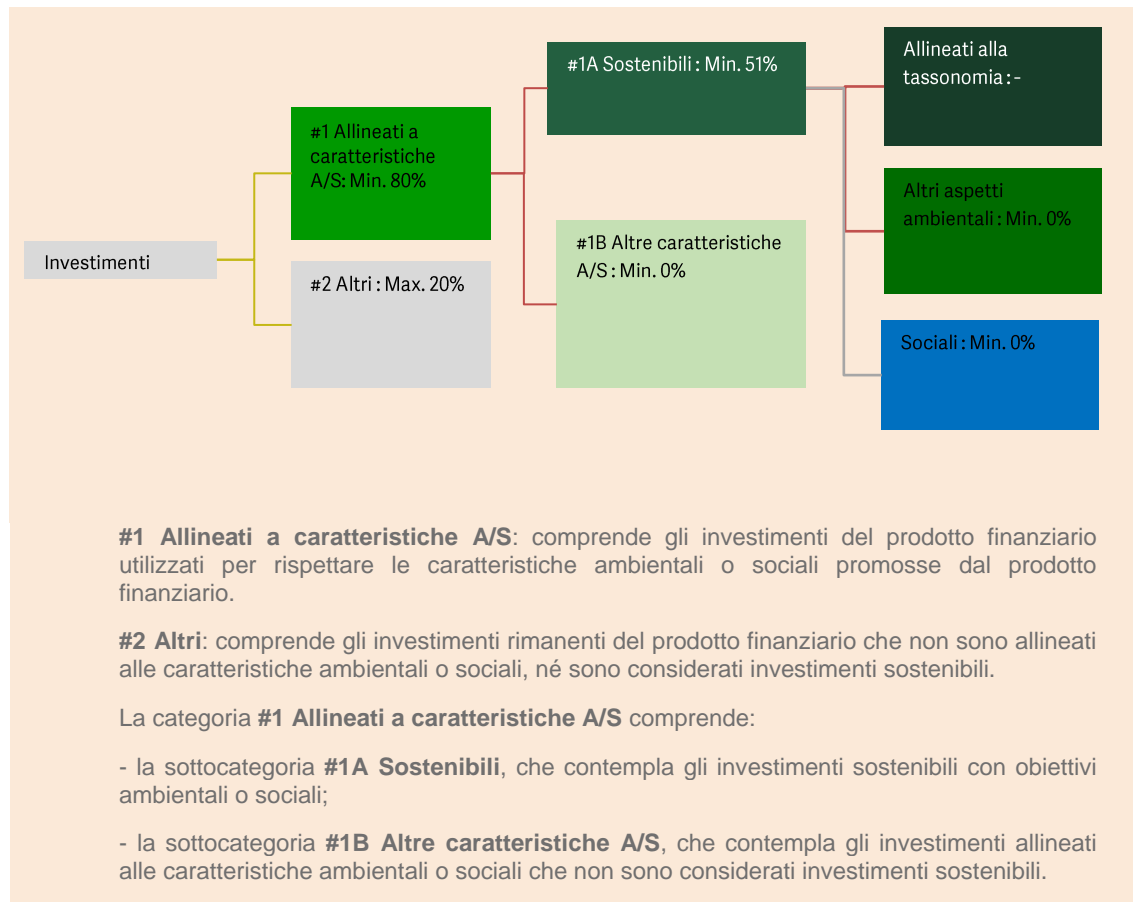 Investimenti
#1 Allineati a
caratteristiche
A/S: Min. 80%
#2 Altri : Max. 20%
#1A Sostenibili : Min. 51%
#1B Altre caratteristiche
A/S : Min. 0%
Allineati alla
tassonomia : -
Altri aspetti
ambientali : Min. 0%
Sociali : Min. 0%
#1 Allineati a caratteristiche A/S: comprende gli investimenti del prodotto finanziario
utilizzati per rispettare le caratteristiche ambientali o sociali promosse dal prodotto
finanziario.
#2 Altri: comprende gli investimenti rimanenti del prodotto finanziario che non sono allineati
alle caratteristiche ambientali o sociali, né sono considerati investimenti sostenibili.
La categoria #1 Allineati a caratteristiche A/S comprende:
- la sottocategoria #1A Sostenibili, che contempla gli investimenti sostenibili con obiettivi
ambientali o sociali;
- la sottocategoria #1B Altre caratteristiche A/S, che contempla gli investimenti allineati
alle caratteristiche ambientali o sociali che non sono considerati investimenti sostenibili.